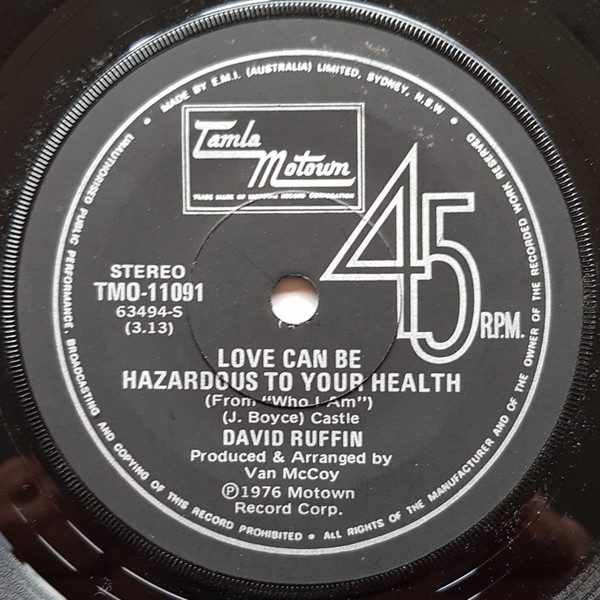 UNAUTHORISED PUBLIC PERFORMANCE, BROADCASTING AND COPYING OF THIS RECORD PROHIBITED • ALL RIGHTS OF THE MANUFACTURER AND OF THE OWNER OF THE RECORDED WORK RESERVED • MADE BY E.M.I. (AUSTRALIA) LIMITED, SYDNEY, N.S.W •
Tamla
Motown
TRADE MARK OF MOTOWN RECORD CORPORATION
45
R.P.M.
STEREO
TMO-11091
63494-S
(3.13)
LOVE CAN BE
HAZARDOUS TO YOUR HEALTH
(From "Who I Am")
(J. Boyce) Castle
DAVID RUFFIN
Produced & Arranged by
Van McCoy
Ⓟ1976 Motown
Record Corp.